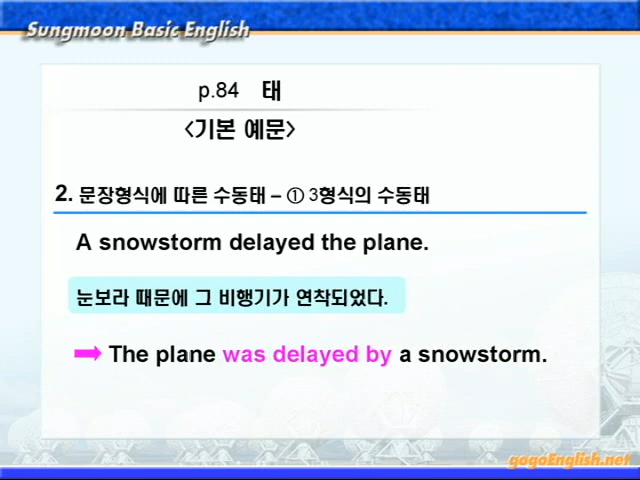 Sungmoon Basic English
p.84 태
<기본 예문>
2. 문장형식에 따른 수동태 – ① 3형식의 수동태
A snowstorm delayed the plane.
눈보라 때문에 그 비행기가 연착되었다.
The plane was delayed by a snowstorm.
gogoEnglish.net